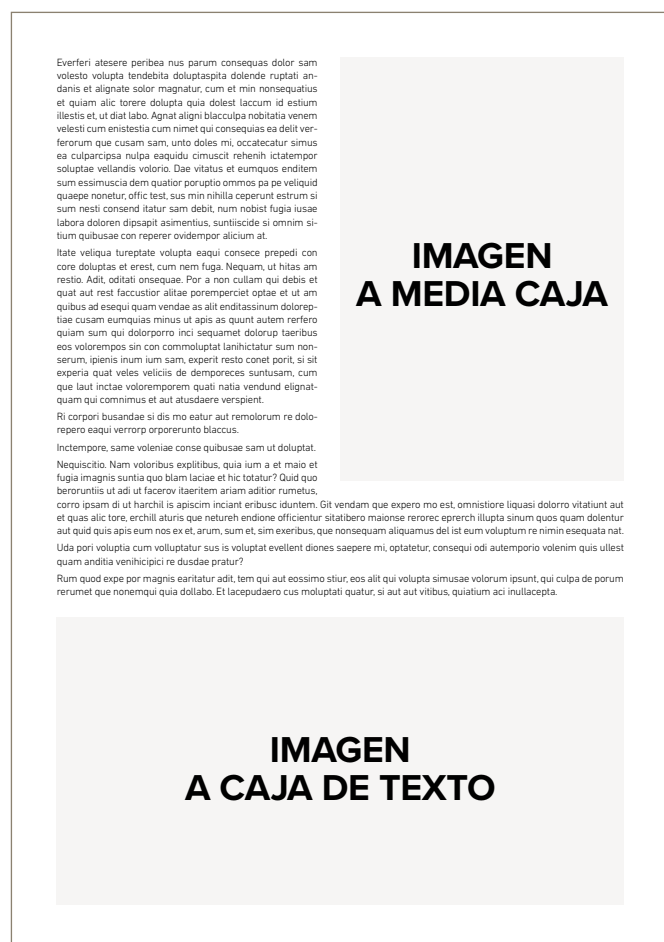 Everferi atesere peribea nus parum consequas dolor sam
volesto volupta tendebita doluptaspita dolende ruptati an-
danis et alignate solor magnatur, cum et min nonsequatius
et quiam alic torere dolupta quia dolest laccum id estium
illestis et, ut diat labo. Agnat aligni blacculpa nobitatia venem
velesti cum enistestia cum nimet qui consequias ea delit ver-
ferorum que cusam sam, unto doles mi, occatecatur simus
ea culparcipsa nulpa eaquidu cimuscit rehenih ictatempor
soluptae vellandis volorio. Dae vitatus et eumquos enditem
sum essimuscia dem quatior poruptio ommos pa pe veliquid
quaepe nonetur, offic test, sus min nihilla ceperunt estrum si
sum nesti consend itatur sam debit, num nobist fugia iusae
labora doloren dipsapit asimentius, suntiiscide si omnim si-
tium quibusae con reperer ovidempor alicium at.
Itate veliqua tureptate volupta eaqui consece prepedi con
core doluptas et erest, cum nem fuga. Nequam, ut hitas am
restio. Adit, oditati onsequae. Por a non cullam qui debis et
quat aut rest faccustior alitae poremperciet optae et ut am
quibus ad esequi quam vendae as alit enditassinum dolorep-
tiae cusam eumquias minus ut apis as quunt autem rerfero
quiam sum qui dolorporro inci sequamet dolorup taeribus
eos volorempos sin con commoluptat lanihictatur sum non-
serum, ipienis inum ium sam, experit resto conet porit, si sit
experia quat veles veliciis de demporeces suntusam, cum
que laut inctae voloremporem quati natia vendund elignat-
quam qui comnimus et aut atusdaere verspient.
Ri corpori busandae si dis mo eatur aut remolorum re dolo-
repero eaqui verrorp orporerunto blaccus.
Inctempore, same voleniae conse quibusae sam ut doluptat.
Nequiscitio. Nam voloribus explitibus, quia ium a et maio et
fugia imagnis suntia quo blam laciae et hic totatur? Quid quo
beroruntiis ut adi ut facerov itaeritem ariam aditior rumetus,
corro ipsam di ut harchil is apiscim inciant eribusc iduntem. Git vendam que expero mo est, omnistiore liquasi dolorro vitatiunt aut
et quas alic tore, erchill aturis que netureh endione officientur sitatibero maionse rerorec eprerch illupta sinum quos quam dolentur
aut quid quis apis eum nos ex et, arum, sum et, sim exeribus, que nonsequam aliquamus del ist eum voluptum re nimin esequata nat.
Uda pori voluptia cum volluptatur sus is voluptat evellent diones saepere mi, optatetur, consequi odi autemporio volenim quis ullest
quam anditia venihicipici re dusdae pratur?
Rum quod expe por magnis earitatur adit, tem qui aut eossimo stiur, eos alit qui volupta simusae volorum ipsunt, qui culpa de porum
rerumet que nonemqui quia dollabo. Et lacepudaero cus moluptati quatur, si aut aut vitibus, quiatium aci inullacepta.
IMAGEN
A MEDIA CAJA
IMAGEN
A CAJA DE TEXTO